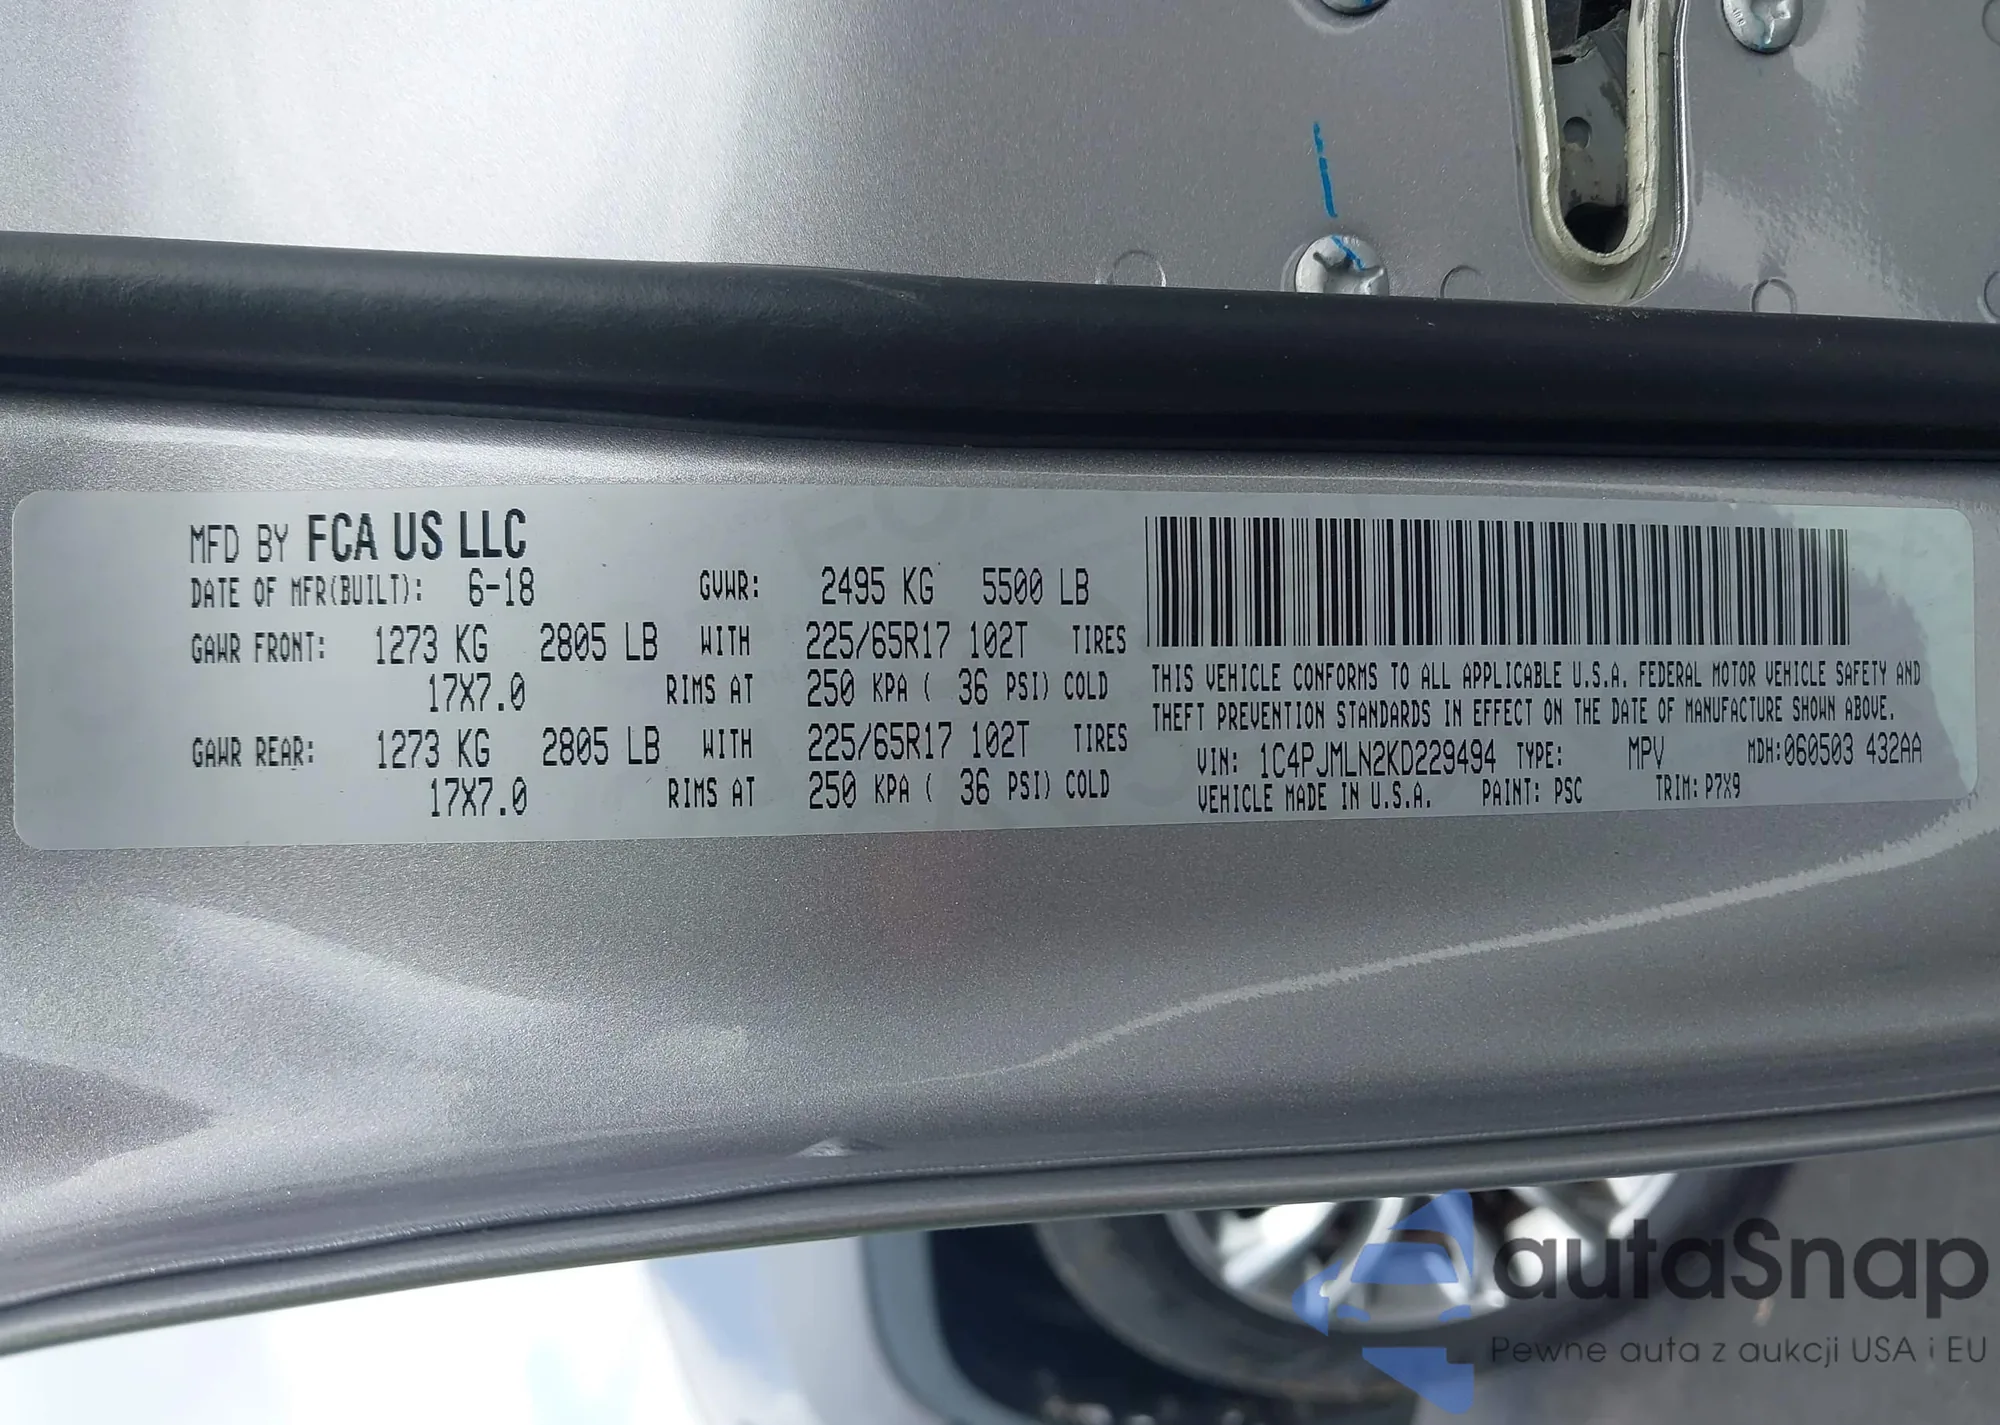 MFD BY FCA US LLC
DATE OF MFR(BUILT): 6-18 GVWR: 2495 KG 5500 LB
GAWR FRONT: 1273 KG 2805 LB WITH 225/65R17 102T TIRES
17X7.0 RIMS AT 250 KPA ( 36 PSI) COLD
GAWR REAR: 1273 KG 2805 LB WITH 225/65R17 102T TIRES
17X7.0 RIMS AT 250 KPA ( 36 PSI) COLD
THIS VEHICLE CONFORMS TO ALL APPLICABLE U.S.A. FEDERAL MOTOR VEHICLE SAFETY AND
THEFT PREVENTION STANDARDS IN EFFECT ON THE DATE OF MANUFACTURE SHOWN ABOVE.
VIN: 1C4PJMLN2KD229494 TYPE: MPV MDH:060503 432AA
VEHICLE MADE IN U.S.A. PAINT: PSC TRIM: P7X9
autaSnap
Pewne auta z aukcji USA i EU